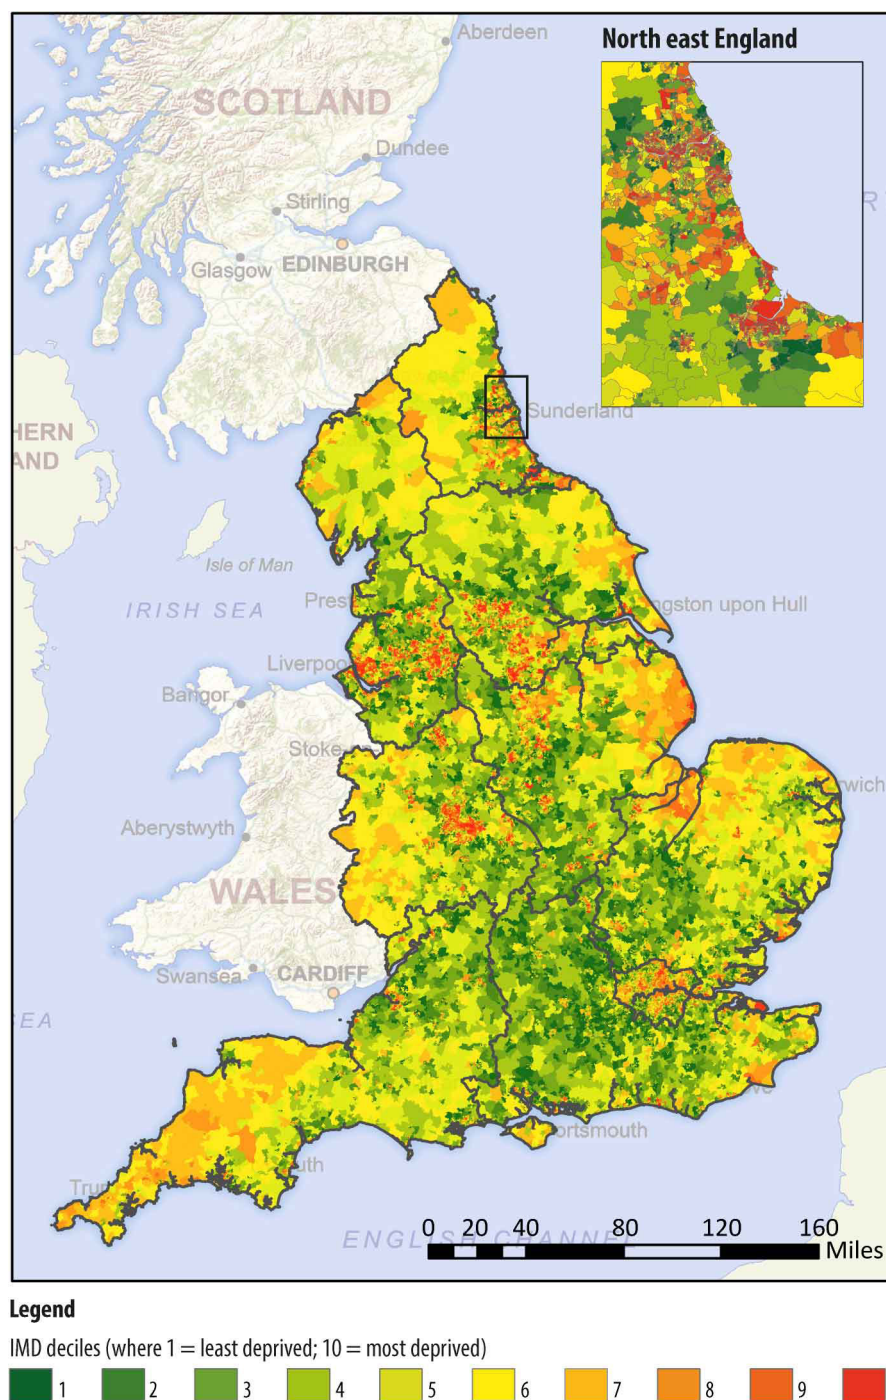 Aberdeen
North east England
SCOTLAND
Dundee
Stirling
Glasgow
EDINBURGH
Sunderland
Isle of Man
IRISH SEA
Liverpoo
Bangor
Stoke
ngston upon Hull
rwich
Aberystwyth
WALES
Swansea
CARDIFF
SEA
HERN
AND
R
Pres
ortsmouth
uth
Tru
ENGLISH CHANNEL
0 20 40 80 120 160
Miles
Legend
IMD deciles (where 1 = least deprived; 10 = most deprived)
1 2 3 4 5 6 7 8 9